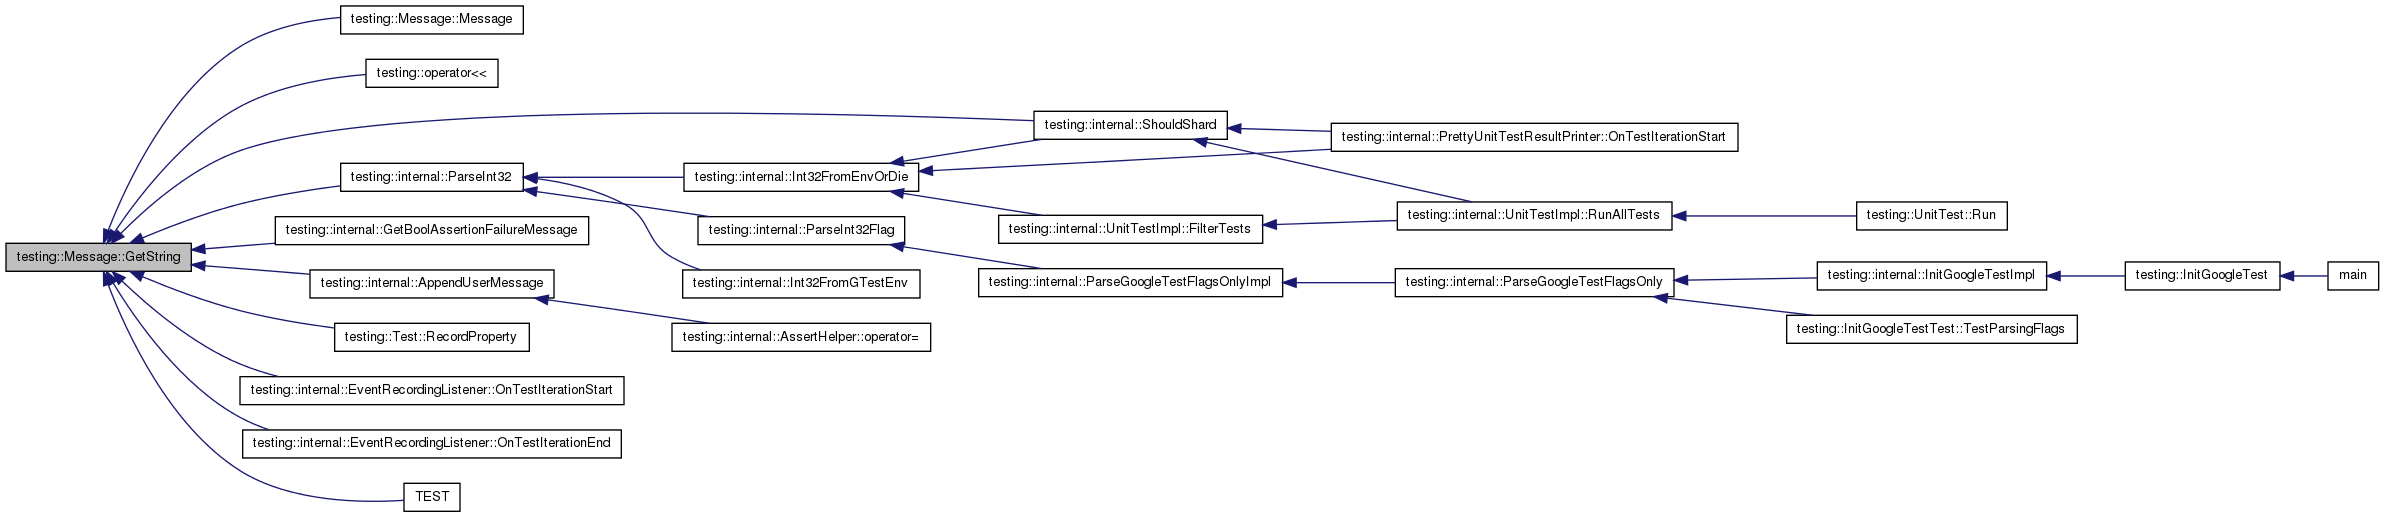 testing::Message::Message
testing::operator<<
testing::internal::ShouldShard
testing::internal::PrettyUnitTestResultPrinter::OnTestIterationStart
testing::internal::ParseInt32
testing::internal::Int32FromEnvOrDie
testing::internal::UnitTestImpl::RunAllTests
testing::UnitTest::Run
testing::internal::GetBoolAssertionFailureMessage
testing::internal::ParseInt32Flag
testing::internal::UnitTestImpl::FilterTests
testing::Message::GetString
testing::internal::AppendUserMessage
testing::internal::Int32FromGTestEnv
testing::internal::ParseGoogleTestFlagsOnlyImpl
testing::internal::ParseGoogleTestFlagsOnly
testing::internal::InitGoogleTestImpl
testing::InitGoogleTest
main
testing::Test::RecordProperty
testing::internal::AssertHelper::operator=
testing::InitGoogleTestTest::TestParsingFlags
testing::internal::EventRecordingListener::OnTestIterationStart
testing::internal::EventRecordingListener::OnTestIterationEnd
TEST